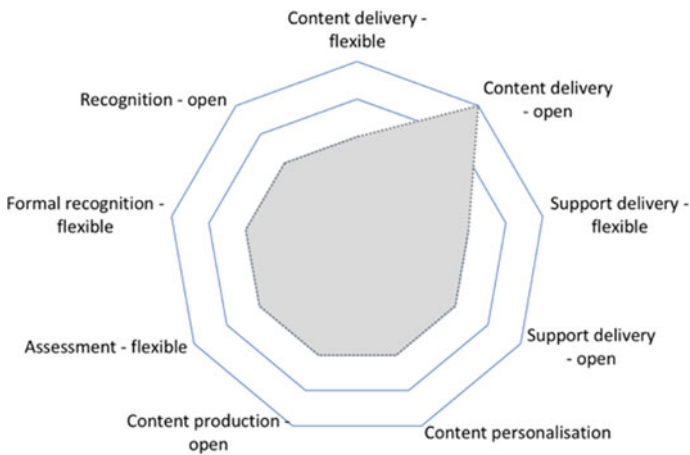 Content delivery -
flexible
Content delivery
- open
Support delivery -
flexible
Support delivery
- open
Content personalisation
Content production -
open
Assessment - flexible
Formal recognition -
flexible
Recognition - open